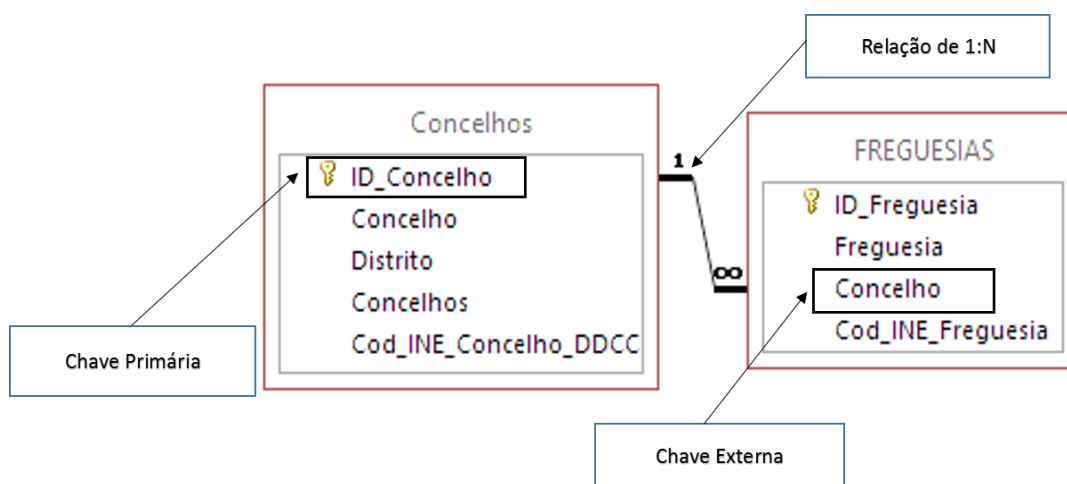 Relação de 1:N
Concelhos
ID_Concelho
Concelho
Distrito
Concelhos
Cod_INE_Concelho_DDCC
1
∞
FREGUESIAS
ID_Freguesia
Freguesia
Concelho
Cod_INE_Freguesia
Chave Primária
Chave Externa